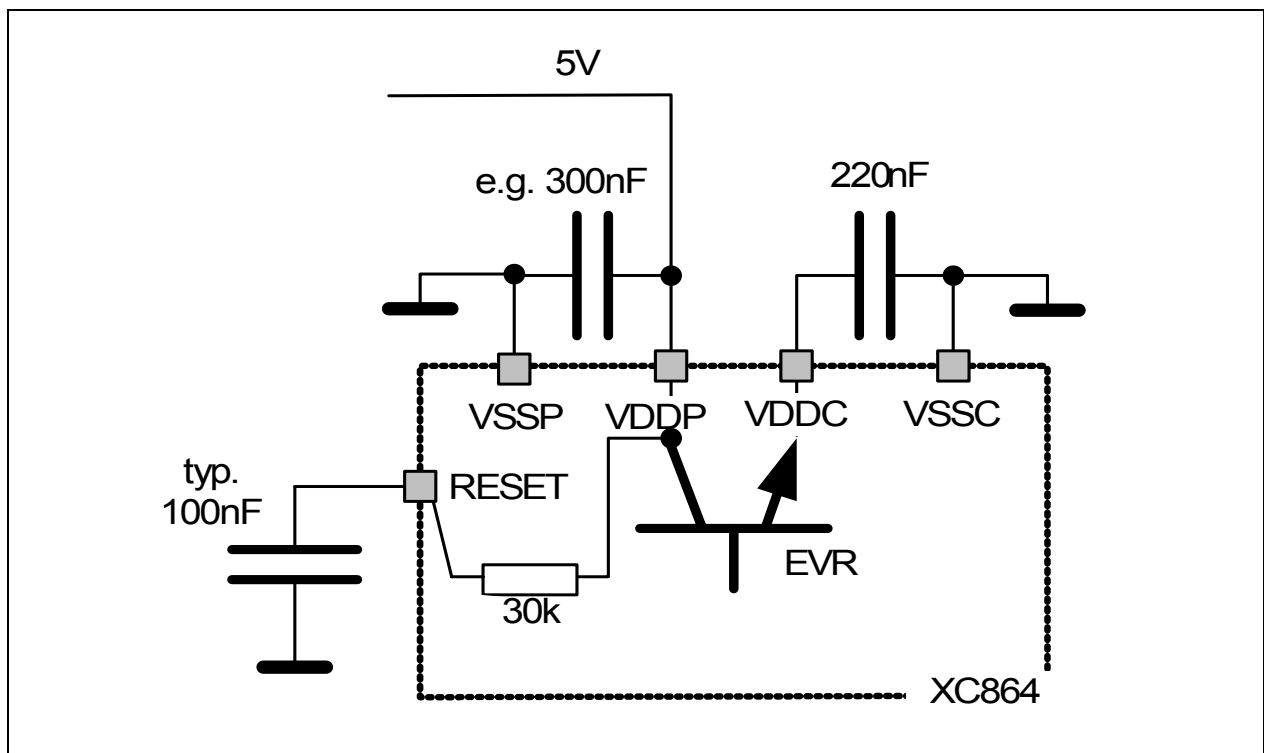 5V
e.g. 300nF
220nF
VSSP
VDDP
VDDC
VSSC
typ.
100nF
RESET
EVR
30k
XC864